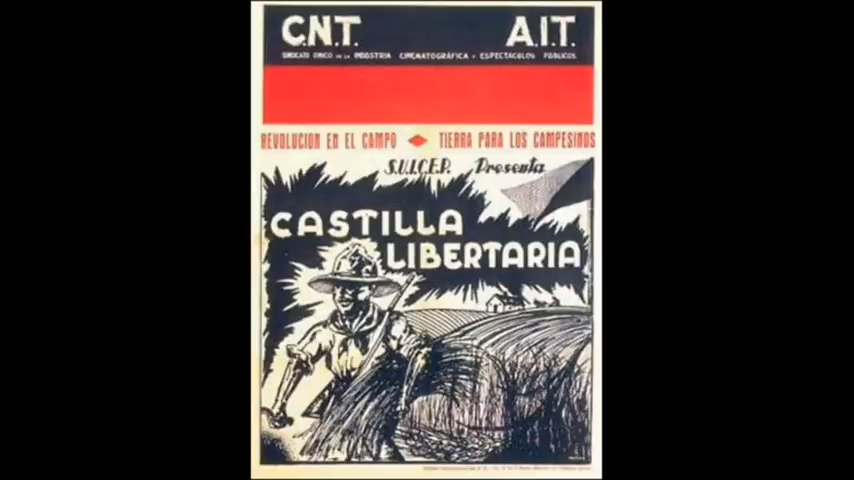 C.N.T. A.I.T.
SINDICATO ÚNICO DE LA INDUSTRIA CINEMATOGRÁFICA Y ESPECTÁCULOS PÚBLICOS
REVOLUCION EN EL CAMPO TIERRA PARA LOS CAMPESINOS
S.U.I.C.E.P. Presenta
CASTILLA
LIBERTARIA